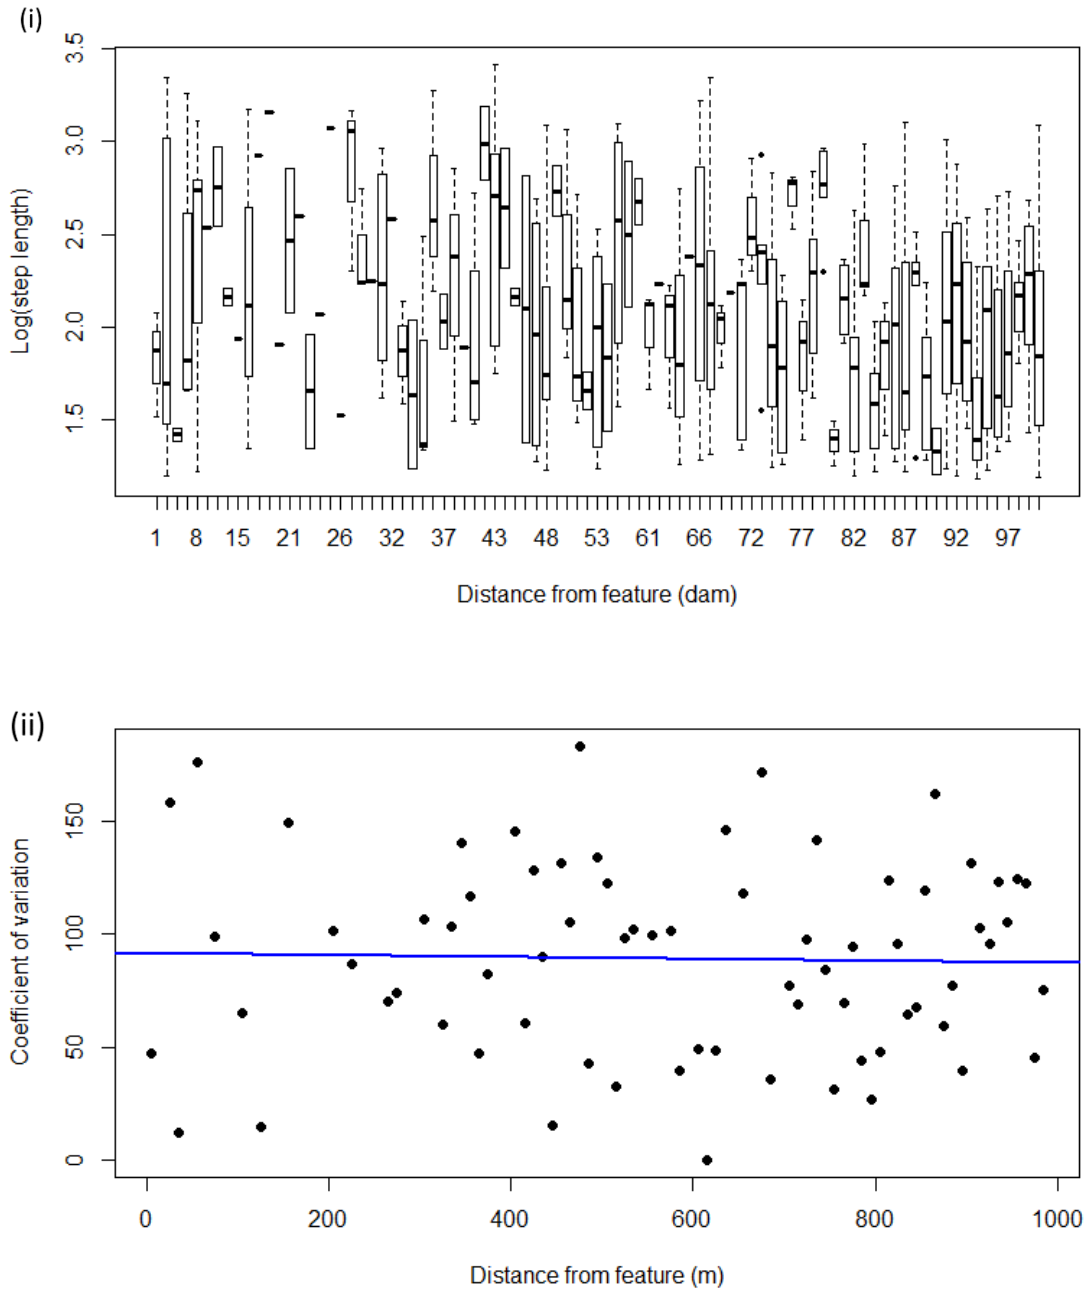 (i)
Log(step length)
3.5
3.0
2.5
2.0
1.5
1 8 15 21 26 32 37 43 48 53 61 66 72 77 82 87 92 97
Distance from feature (dam)
(ii)
Coefficient of variation
150
100
50
0
0 200 400 600 800 1000
Distance from feature (m)